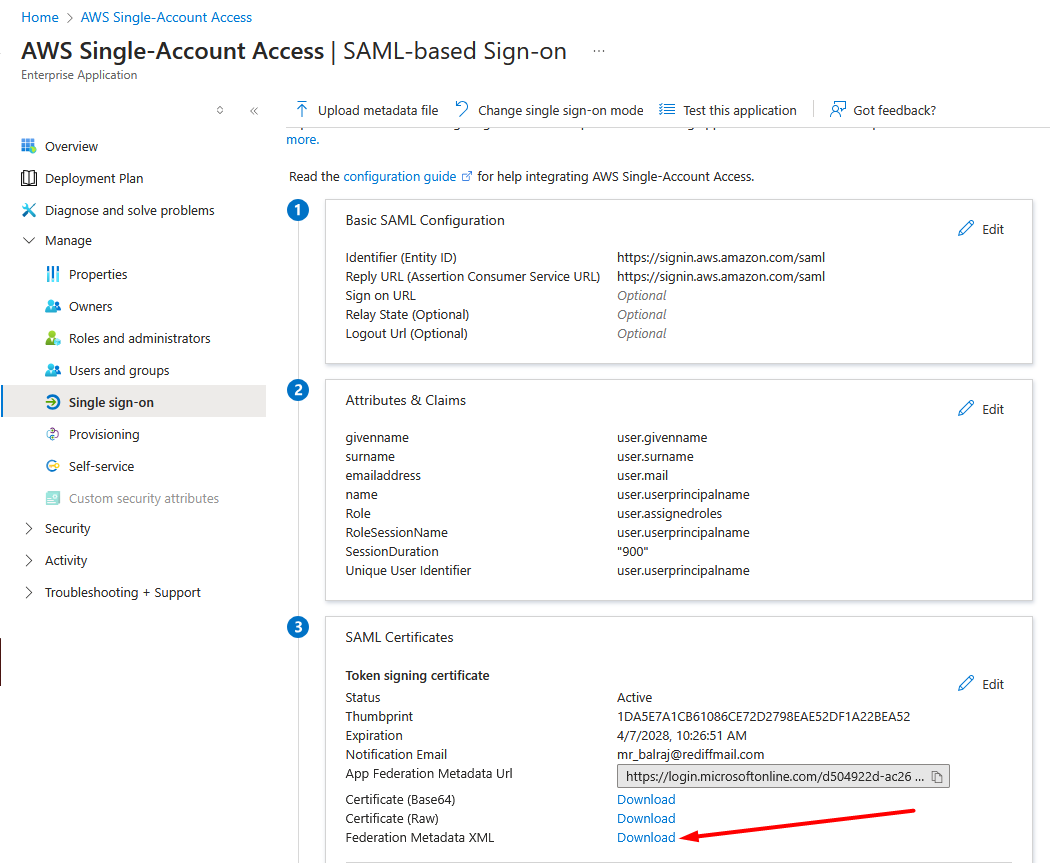 Home > AWS Single-Account Access
AWS Single-Account Access | SAML-based Sign-on ...
Enterprise Application
Upload metadata file Change single sign-on mode Test this application Got feedback?
Overview
Deployment Plan
Diagnose and solve problems
Manage
Properties
Owners
Roles and administrators
Users and groups
Single sign-on
Provisioning
Self-service
Custom security attributes
Security
Activity
Troubleshooting + Support
more.
Read the configuration guide for help integrating AWS Single-Account Access.
1
Basic SAML Configuration
Edit
Identifier (Entity ID) https://signin.aws.amazon.com/saml
Reply URL (Assertion Consumer Service URL) https://signin.aws.amazon.com/saml
Sign on URL Optional
Relay State (Optional) Optional
Logout Url (Optional) Optional
2
Attributes & Claims
Edit
givenname user.givenname
surname user.surname
emailaddress user.mail
name user.userprincipalname
Role user.assignedroles
RoleSessionName user.userprincipalname
SessionDuration "900"
Unique User Identifier user.userprincipalname
3
SAML Certificates
Token signing certificate
Edit
Status Active
Thumbprint 1DA5E7A1CB61086CE72D2798EAE52DF1A22BEA52
Expiration 4/7/2028, 10:26:51 AM
Notification Email mr_balraj@rediffmail.com
App Federation Metadata Url https://login.microsoftonline.com/d504922d-ac26 ...
Certificate (Base64) Download
Certificate (Raw) Download
Federation Metadata XML Download